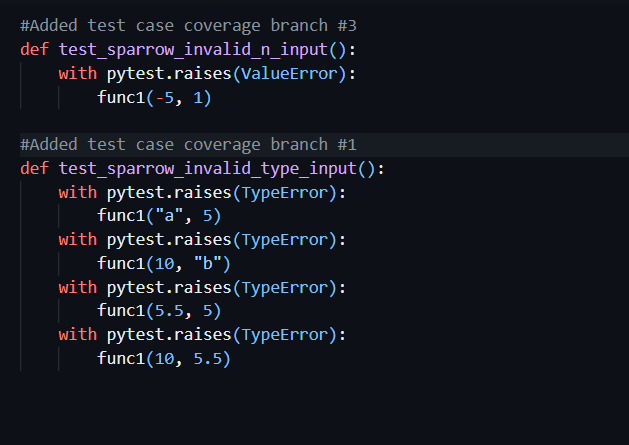 #Added test case coverage branch #3
def test_sparrow_invalid_n_input():
    with pytest.raises(ValueError):
        func1(-5, 1)

#Added test case coverage branch #1
def test_sparrow_invalid_type_input():
    with pytest.raises(TypeError):
        func1("a", 5)
    with pytest.raises(TypeError):
        func1(10, "b")
    with pytest.raises(TypeError):
        func1(5.5, 5)
    with pytest.raises(TypeError):
        func1(10, 5.5)